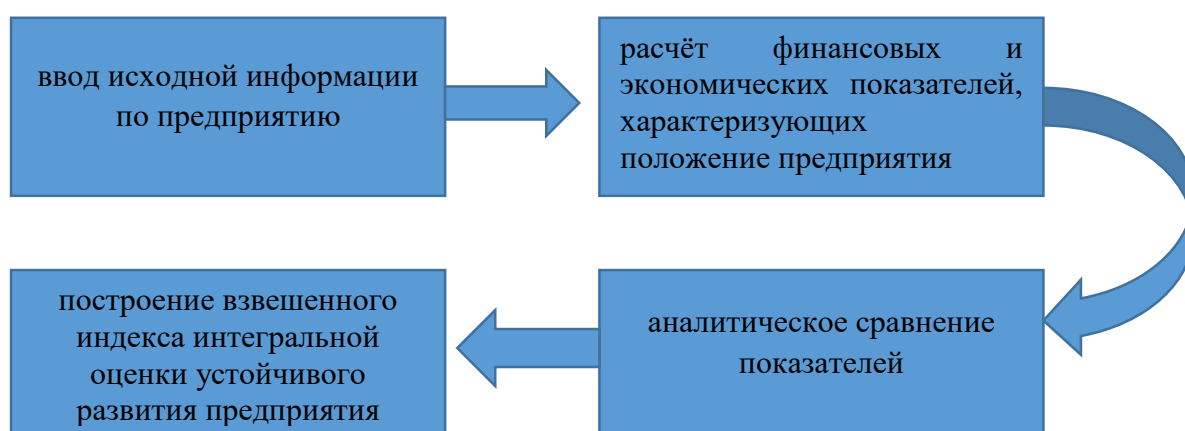 ввод исходной информации
по предприятию
расчёт финансовых и
экономических показателей,
характеризующих
положение предприятия
аналитическое сравнение
показателей
построение взвешенного
индекса интегральной
оценки устойчивого
развития предприятия